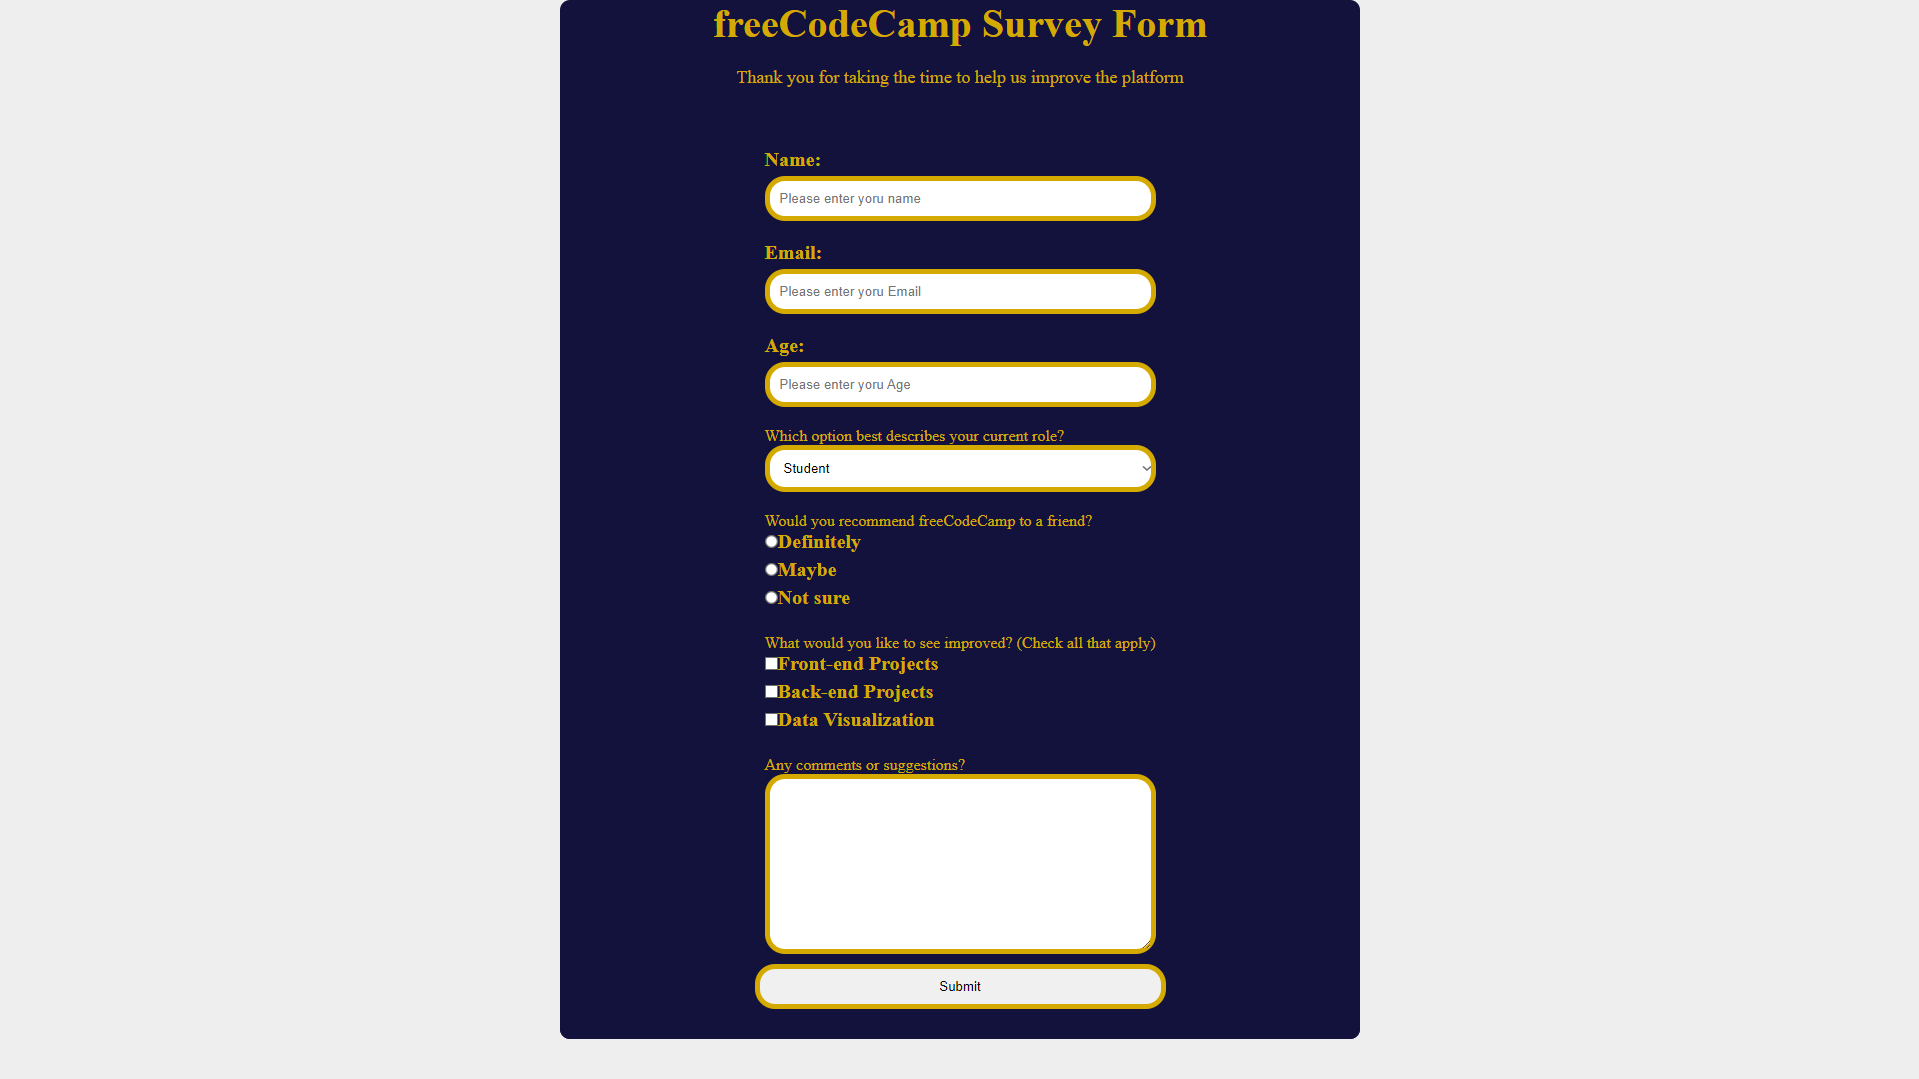 freeCodeCamp Survey Form
Thank you for taking the time to help us improve the platform
Name:
Please enter yoru name
Email:
Please enter yoru Email
Age:
Please enter yoru Age
Which option best describes your current role?
Student
Would you recommend freeCodeCamp to a friend?
Definitely
Maybe
Not sure
What would you like to see improved? (Check all that apply)
Front-end Projects
Back-end Projects
Data Visualization
Any comments or suggestions?
Submit